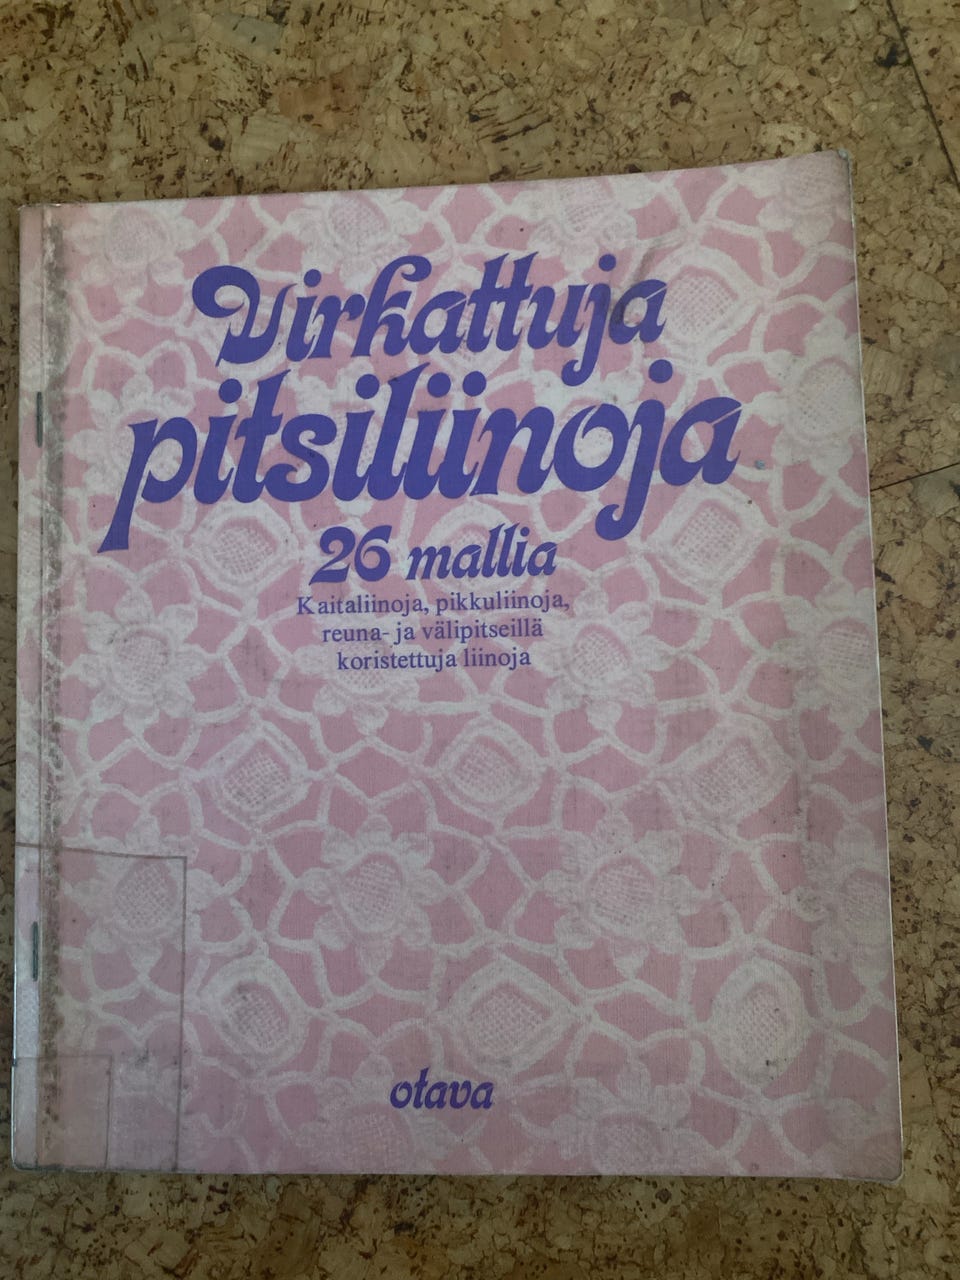 Virkattuja
pitsiliinoja
26 mallia
Kaitaliinoja, pikkuliinoja,
reuna- ja välipitseillä
koristettuja liinoja
otava